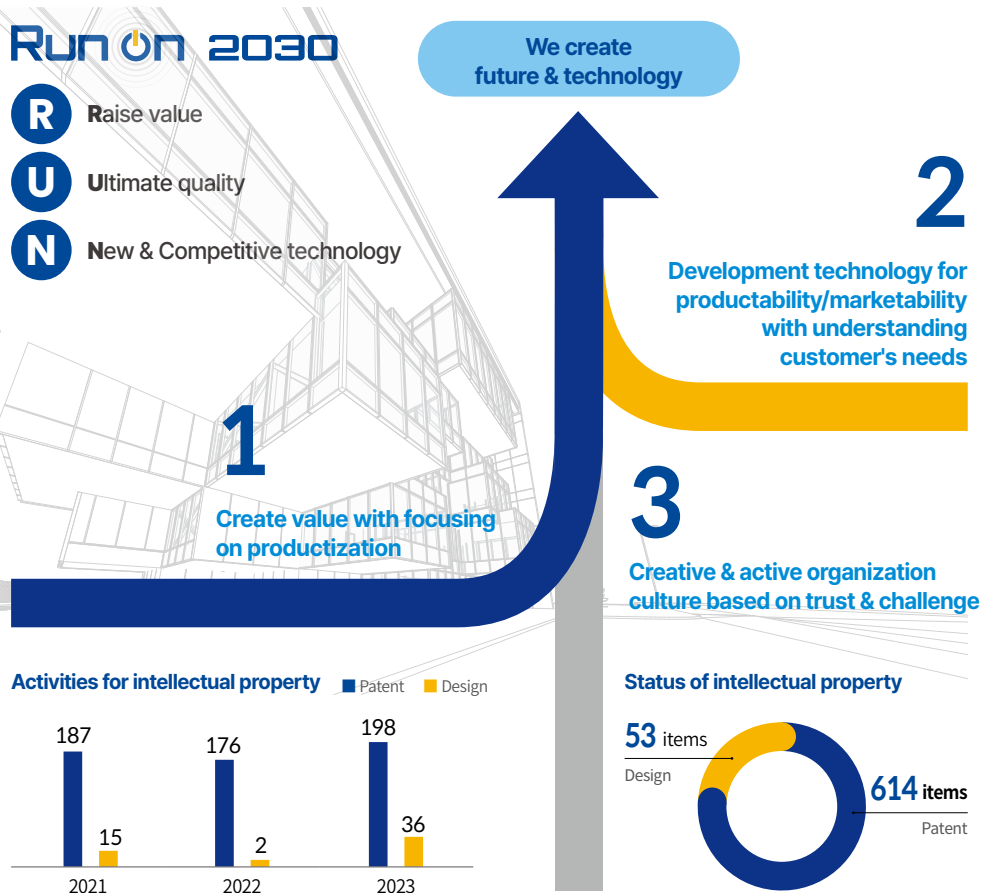 Run On 2030
We create
future & technology
R
Raise value
U
Ultimate quality
N
New & Competitive technology
1
Create value with focusing
on productization
2
Development technology for
productability/marketability
with understanding
customer's needs
3
Creative & active organization
culture based on trust & challenge
Activities for intellectual property
Patent
Design
187
15
2021
176
2
2022
198
36
2023
Status of intellectual property
53 items
Design
614 items
Patent